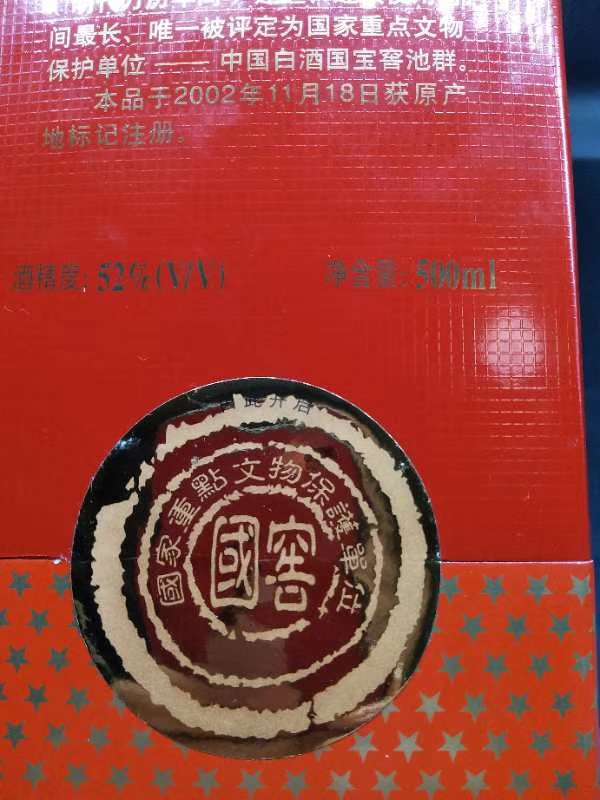 间最长、唯一被评定为国家重点文物
保护单位 —— 中国白酒国宝窖池群。
本品于2002年11月18日获原产
地标记注册。
酒精度: 52%(V/V)
净含量: 500ml
此开启
國家重點文物保護單位
國窖